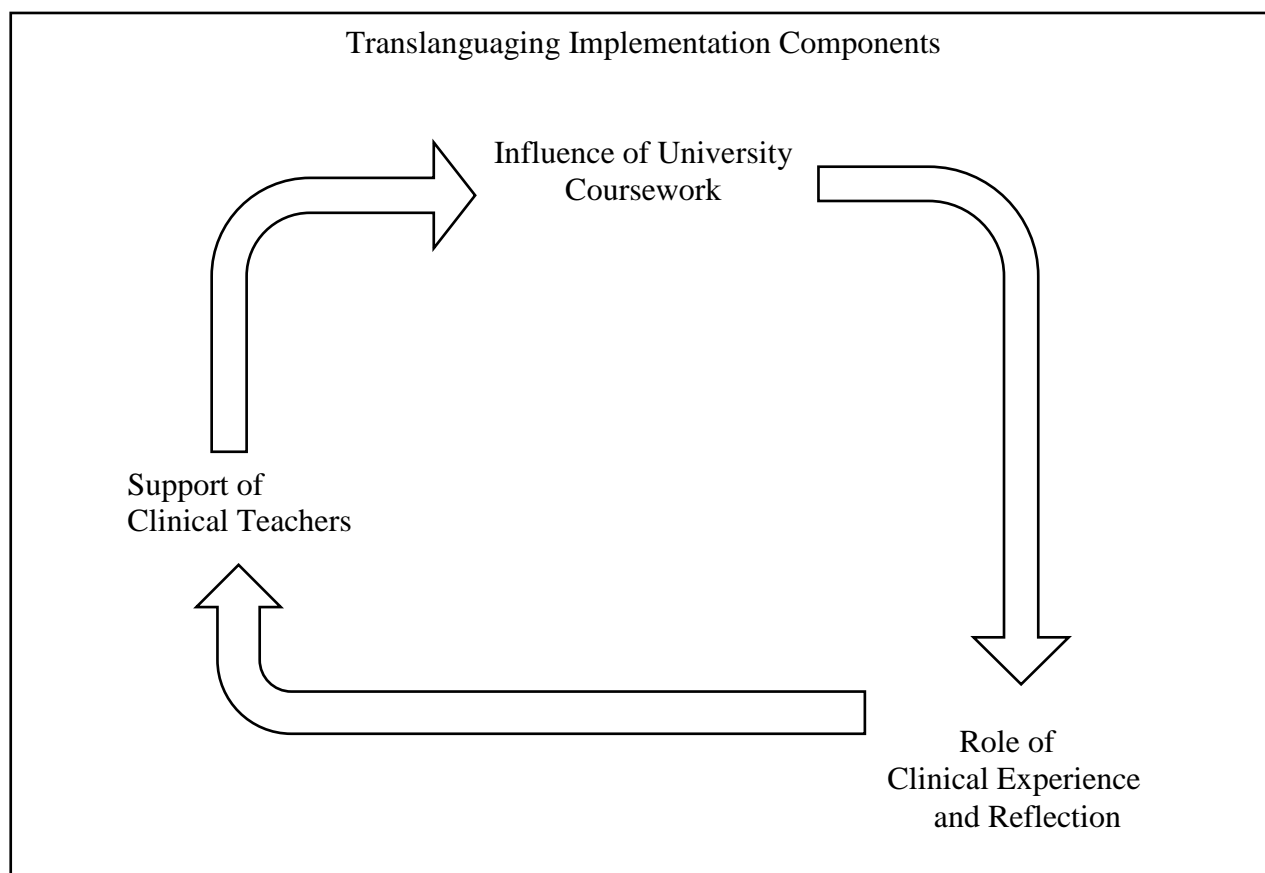 Translanguaging Implementation Components
Influence of University
Coursework
Support of
Clinical Teachers
Role of
Clinical Experience
and Reflection